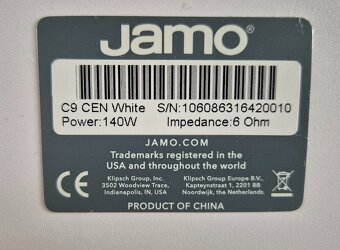 Jamo®
C9 CEN White S/N:106086316420010
Power:140W Impedance:6 Ohm
JAMO.COM
Trademarks registered in the
USA and throughout the world
CE
Klipsch Group, Inc.
3502 Woodview Trace,
Indianapolis, IN, USA
Klipsch Group Europe B.V.,
Kapteynstraat 1, 2201 BB
Noordwijk, the Netherlands
PRODUCT OF CHINA